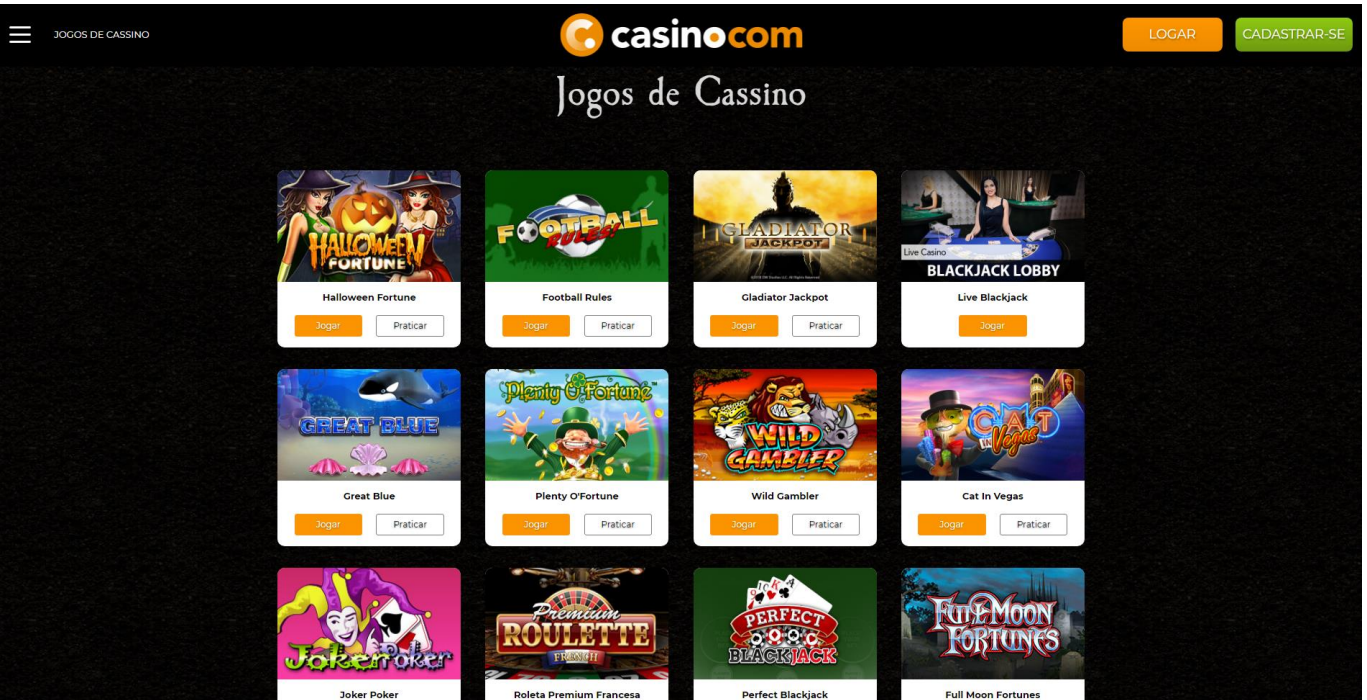 JOGOS DE CASSINO
casinocom
LOGAR
CADASTRAR-SE
Jogos de Cassino
HALLOWEEN
FORTUNE
Halloween Fortune
Jogar
Praticar
FOOTBALL
RULES!
Football Rules
Jogar
Praticar
GLADIATOR
JACKPOT
Gladiator Jackpot
Jogar
Praticar
Live Casino
BLACKJACK LOBBY
Live Blackjack
Jogar
GREAT BLUE
Great Blue
Jogar
Praticar
Plenty O'Fortune™
Plenty O'Fortune
Jogar
Praticar
WILD
GAMBLER
Wild Gambler
Jogar
Praticar
CAT
IN Vegas
Cat In Vegas
Jogar
Praticar
Joker Poker
Joker Poker
Premium
ROULETTE
FRENCH
Roleta Premium Francesa
10 K A
PERFECT
BLACKJACK
Perfect Blackjack
FULL MOON
FORTUNES
Full Moon Fortunes